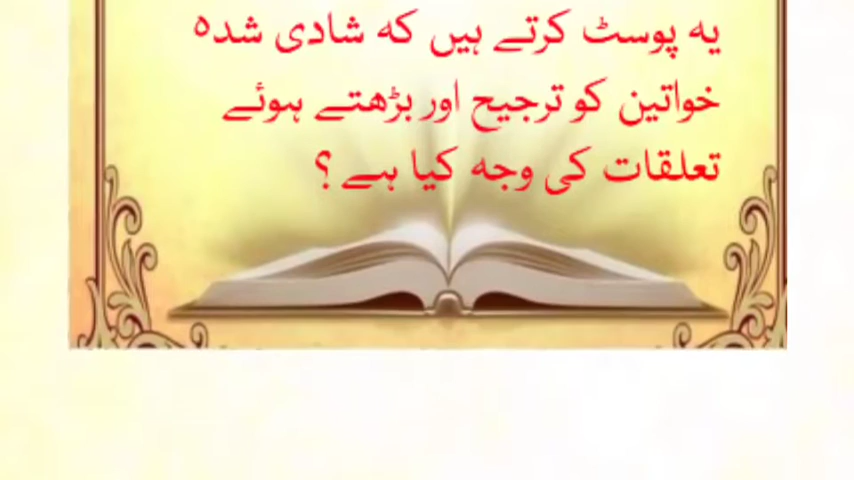 یہ پوسٹ کرتے ہیں کہ شادی شدہ
خواتین کو ترجیح اور بڑھتے ہوئے
تعلقات کی وجہ کیا ہے ؟